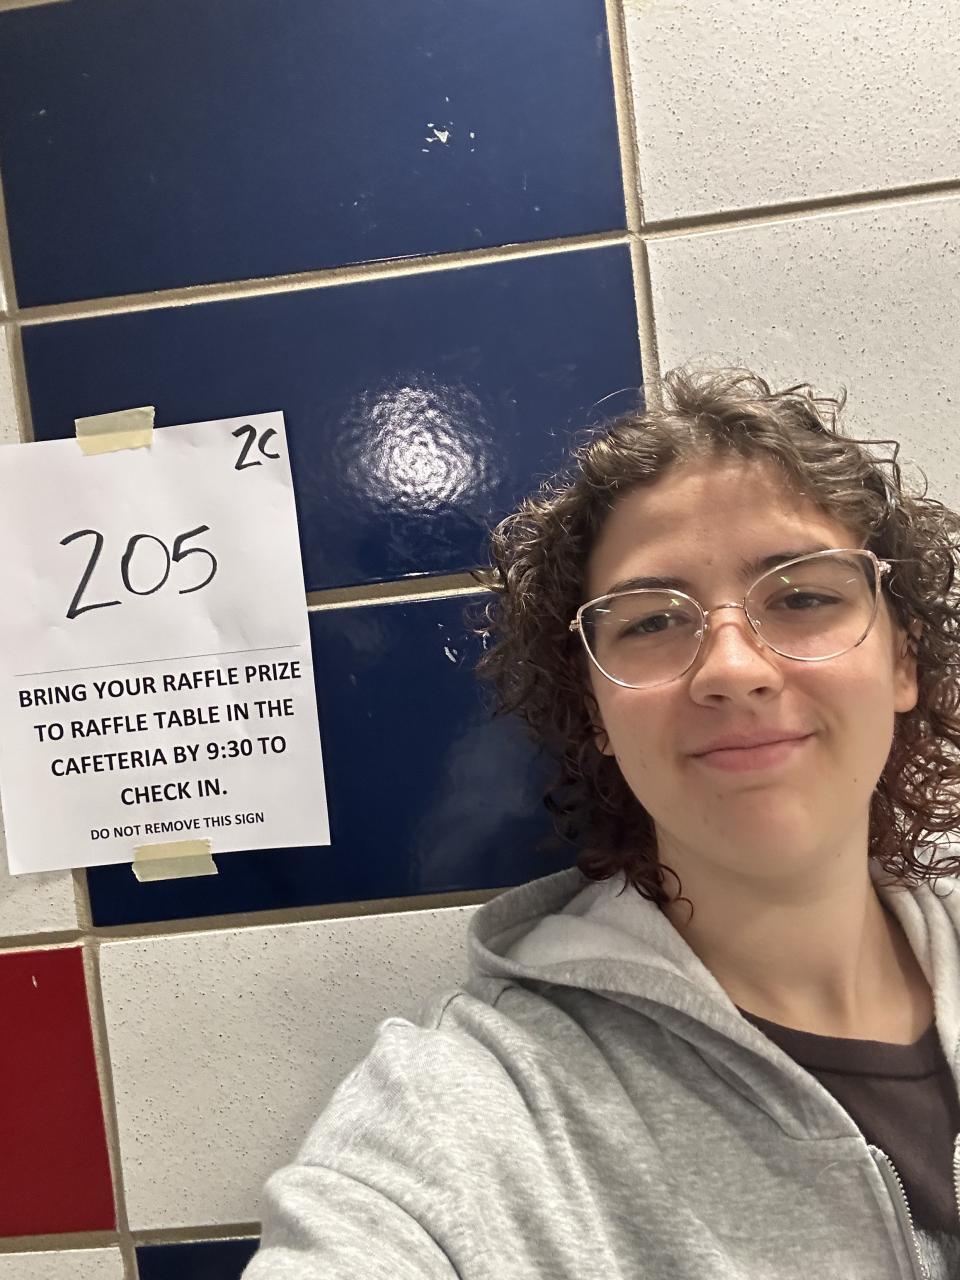 2C
205
BRING YOUR RAFFLE PRIZE
TO RAFFLE TABLE IN THE
CAFETERIA BY 9:30 TO
CHECK IN.
DO NOT REMOVE THIS SIGN